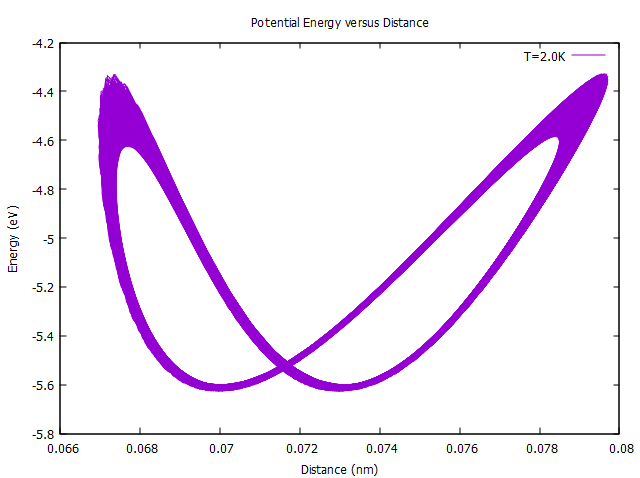 Potential Energy versus Distance
T=2.0K
-4.2
-4.4
-4.6
-4.8
-5
-5.2
-5.4
-5.6
-5.8
Energy (eV)
0.066 0.068 0.07 0.072 0.074 0.076 0.078 0.08
Distance (nm)